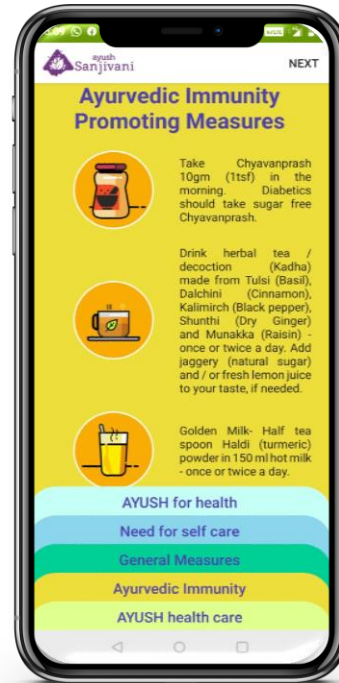 ayush
Sanjivani
NEXT
Ayurvedic Immunity
Promoting Measures
Take Chyavanprash
10gm (1tsf) in the
morning. Diabetics
should take sugar free
Chyavanprash.
Drink herbal tea /
decoction (Kadha)
made from Tulsi (Basil),
Dalchini (Cinnamon),
Kalimirch (Black pepper),
Shunthi (Dry Ginger)
and Munakka (Raisin) -
once or twice a day. Add
jaggery (natural sugar)
and / or fresh lemon juice
to your taste, if needed.
Golden Milk- Half tea
spoon Haldi (turmeric)
powder in 150 ml hot milk
- once or twice a day.
AYUSH for health
Need for self care
General Measures
Ayurvedic Immunity
AYUSH health care